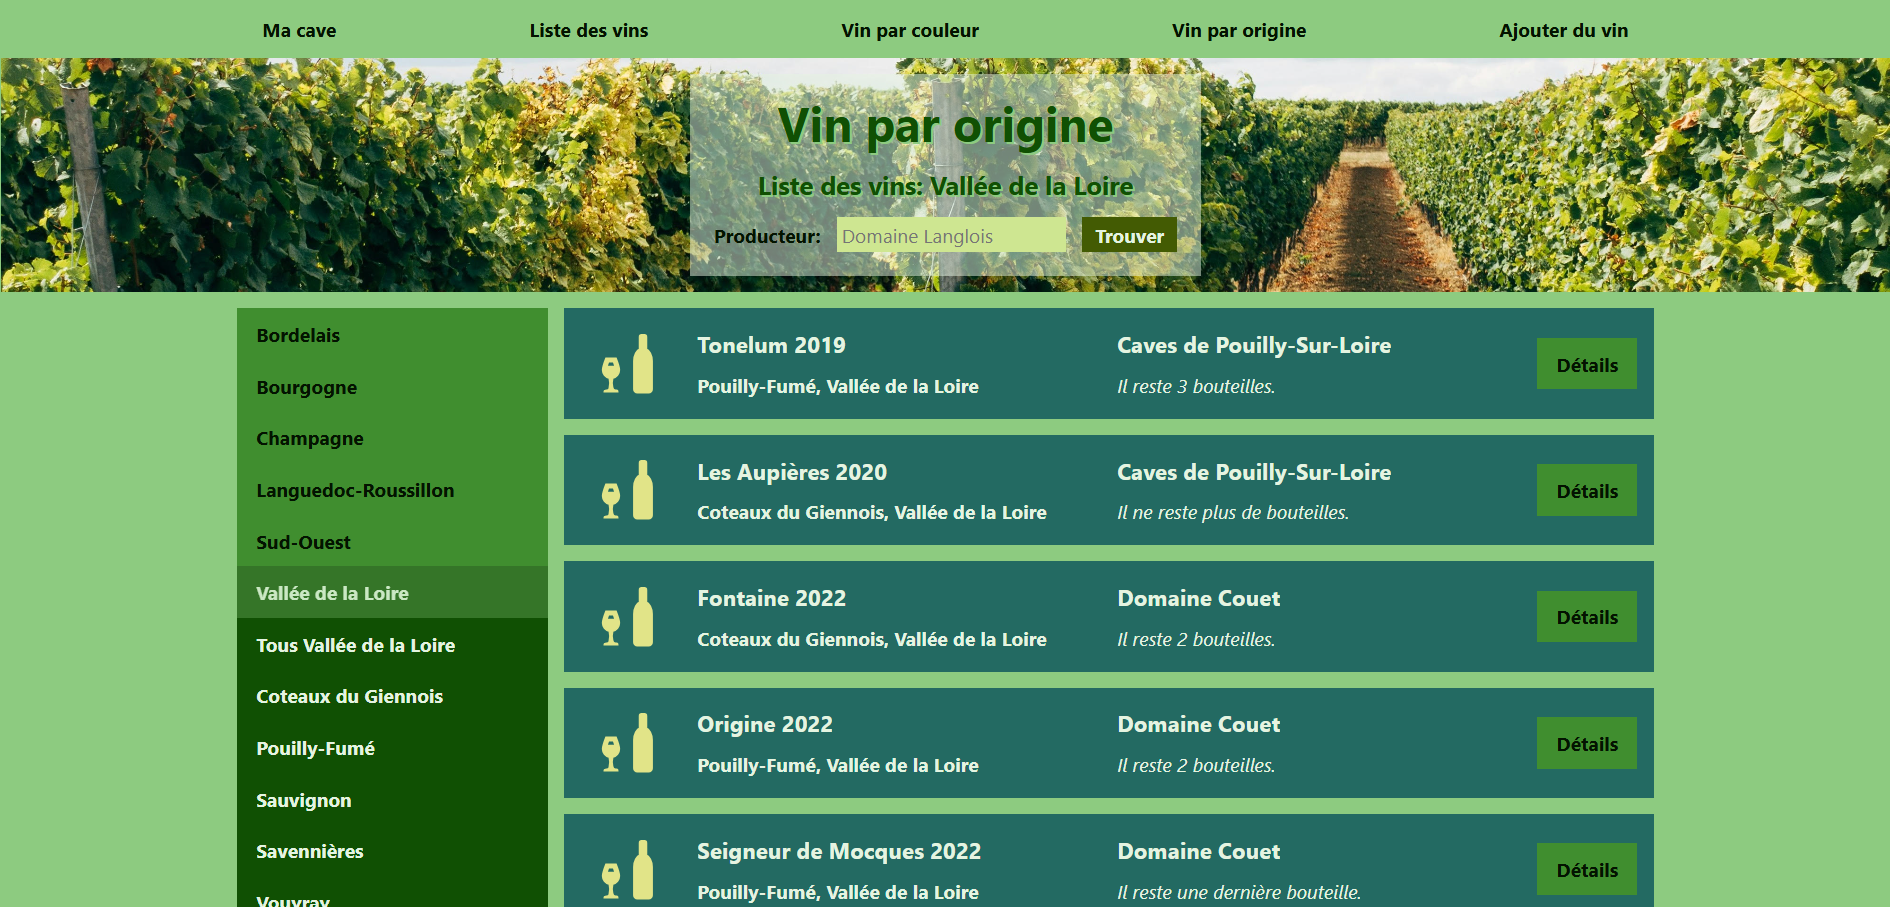 Ma cave
Liste des vins
Vin par couleur
Vin par origine
Ajouter du vin
Vin par origine
Liste des vins: Vallée de la Loire
Producteur: Domaine Langlois Trouver
Bordelais
Bourgogne
Champagne
Languedoc-Roussillon
Sud-Ouest
Vallée de la Loire
Tous Vallée de la Loire
Coteaux du Giennois
Pouilly-Fumé
Sauvignon
Savennières
Vouvray
Tonelum 2019
Pouilly-Fumé, Vallée de la Loire
Caves de Pouilly-Sur-Loire
Il reste 3 bouteilles.
Détails
Les Aupières 2020
Coteaux du Giennois, Vallée de la Loire
Caves de Pouilly-Sur-Loire
Il ne reste plus de bouteilles.
Détails
Fontaine 2022
Coteaux du Giennois, Vallée de la Loire
Domaine Couet
Il reste 2 bouteilles.
Détails
Origine 2022
Pouilly-Fumé, Vallée de la Loire
Domaine Couet
Il reste 2 bouteilles.
Détails
Seigneur de Mocques 2022
Pouilly-Fumé, Vallée de la Loire
Domaine Couet
Il reste une dernière bouteille.
Détails